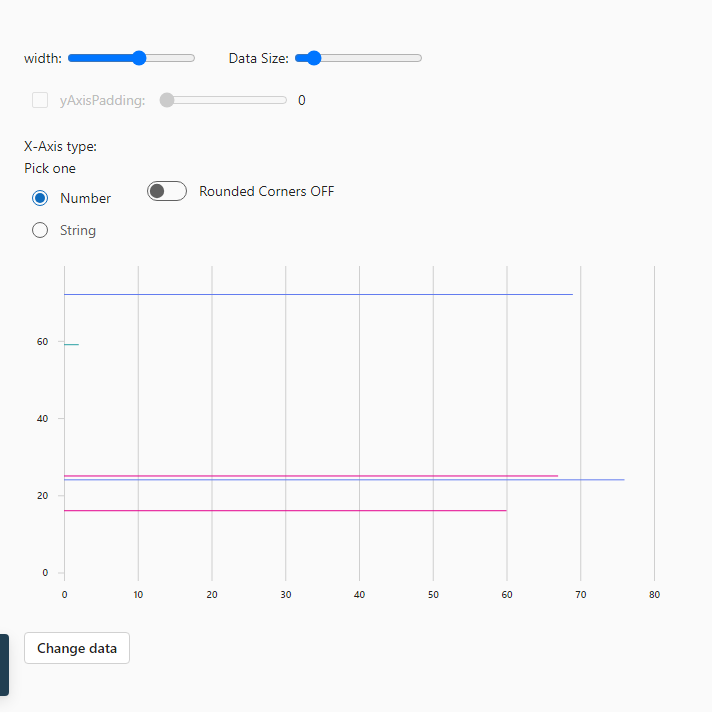 width: Data Size:
yAxisPadding: 0
X-Axis type:
Pick one
Number
Rounded Corners OFF
String
60
40
20
0
0 10 20 30 40 50 60 70 80
Change data